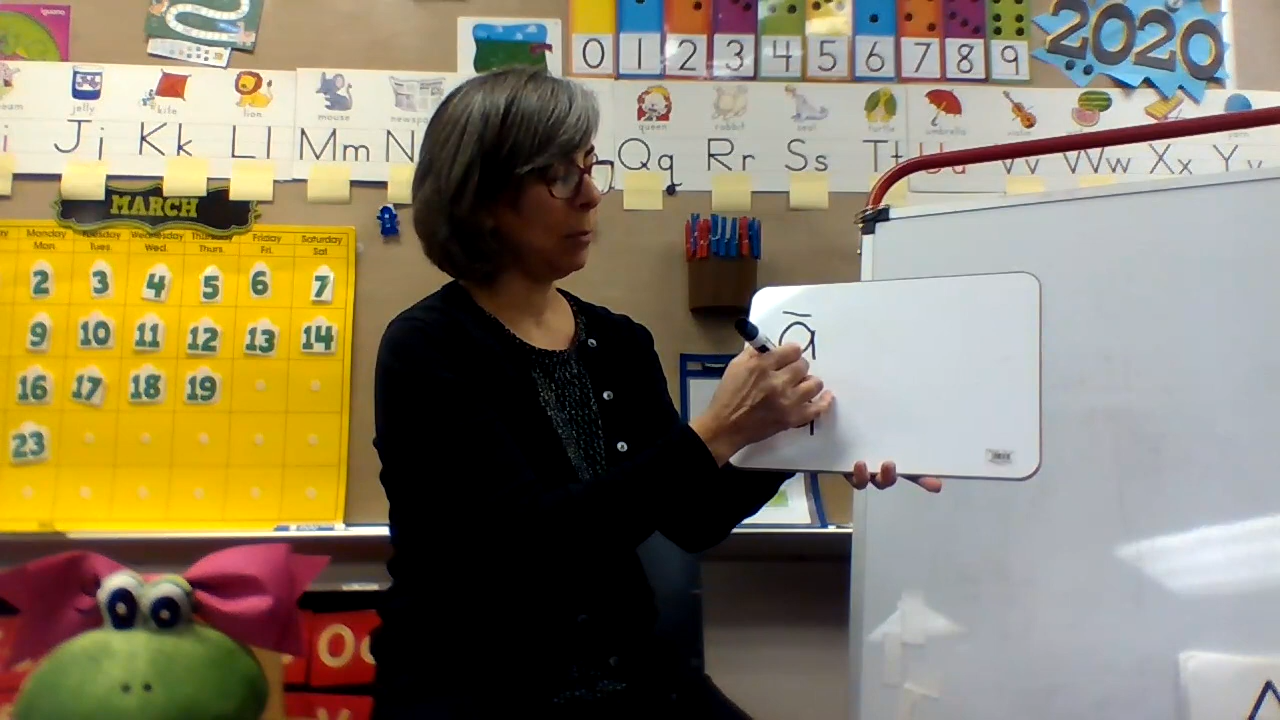 0 1 2 3 4 5 6 7 8 9
2020
jelly kite lion mouse queen rabbit seal turtle umbrella violin
i Jj Kk Ll Mm N Qq Rr Ss Tt Uu Vv Ww Xx Yy
MARCH
Monday Tuesday Wednesday Thursday Friday Saturday
Mon. Tues. Wed. Thurs. Fri. Sat.
2 3 4 5 6 7
9 10 11 12 13 14
16 17 18 19
23
ā
Oo